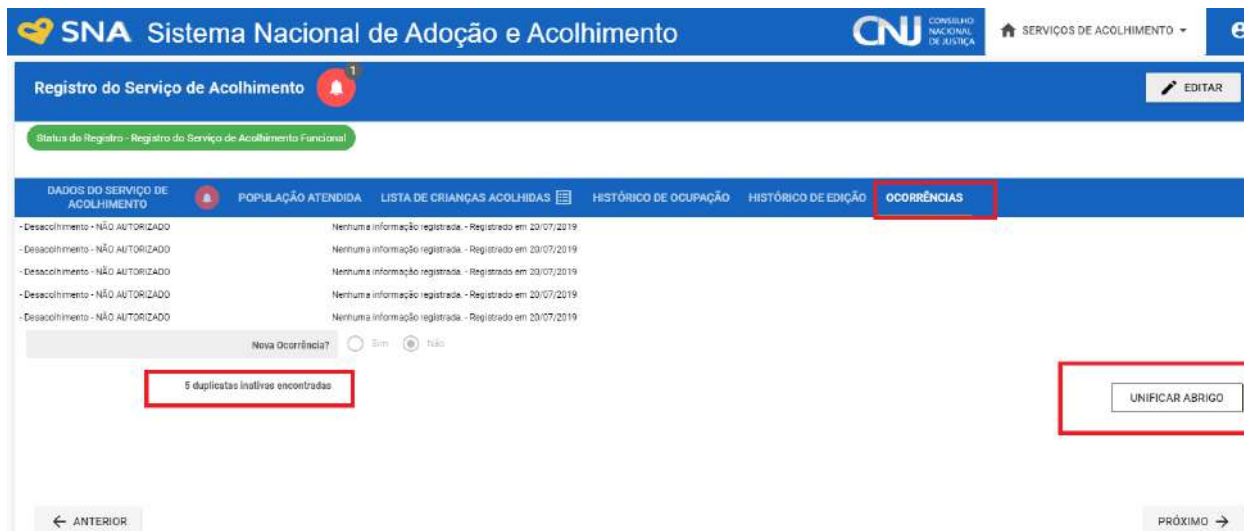 SNA Sistema Nacional de Adoção e Acolhimento
CNJ CONSELHO
NACIONAL
DE JUSTIÇA
SERVIÇOS DE ACOLHIMENTO
Registro do Serviço de Acolhimento 1
EDITAR
Status do Registro - Registro do Serviço de Acolhimento Funcional
DADOS DO SERVIÇO DE
ACOLHIMENTO
POPULAÇÃO ATENDIDA LISTA DE CRIANÇAS ACOLHIDAS HISTÓRICO DE OCUPAÇÃO HISTÓRICO DE EDIÇÃO OCORRÊNCIAS
- Desacolhimento - NÃO AUTORIZADO Nenhuma informação registrada. - Registrado em 20/07/2019
- Desacolhimento - NÃO AUTORIZADO Nenhuma informação registrada. - Registrado em 20/07/2019
- Desacolhimento - NÃO AUTORIZADO Nenhuma informação registrada. - Registrado em 20/07/2019
- Desacolhimento - NÃO AUTORIZADO Nenhuma informação registrada. - Registrado em 20/07/2019
- Desacolhimento - NÃO AUTORIZADO Nenhuma informação registrada. - Registrado em 20/07/2019
Nova Ocorrência? Sim Não
5 duplicatas inativas encontradas
UNIFICAR ABRIGO
← ANTERIOR
PRÓXIMO →